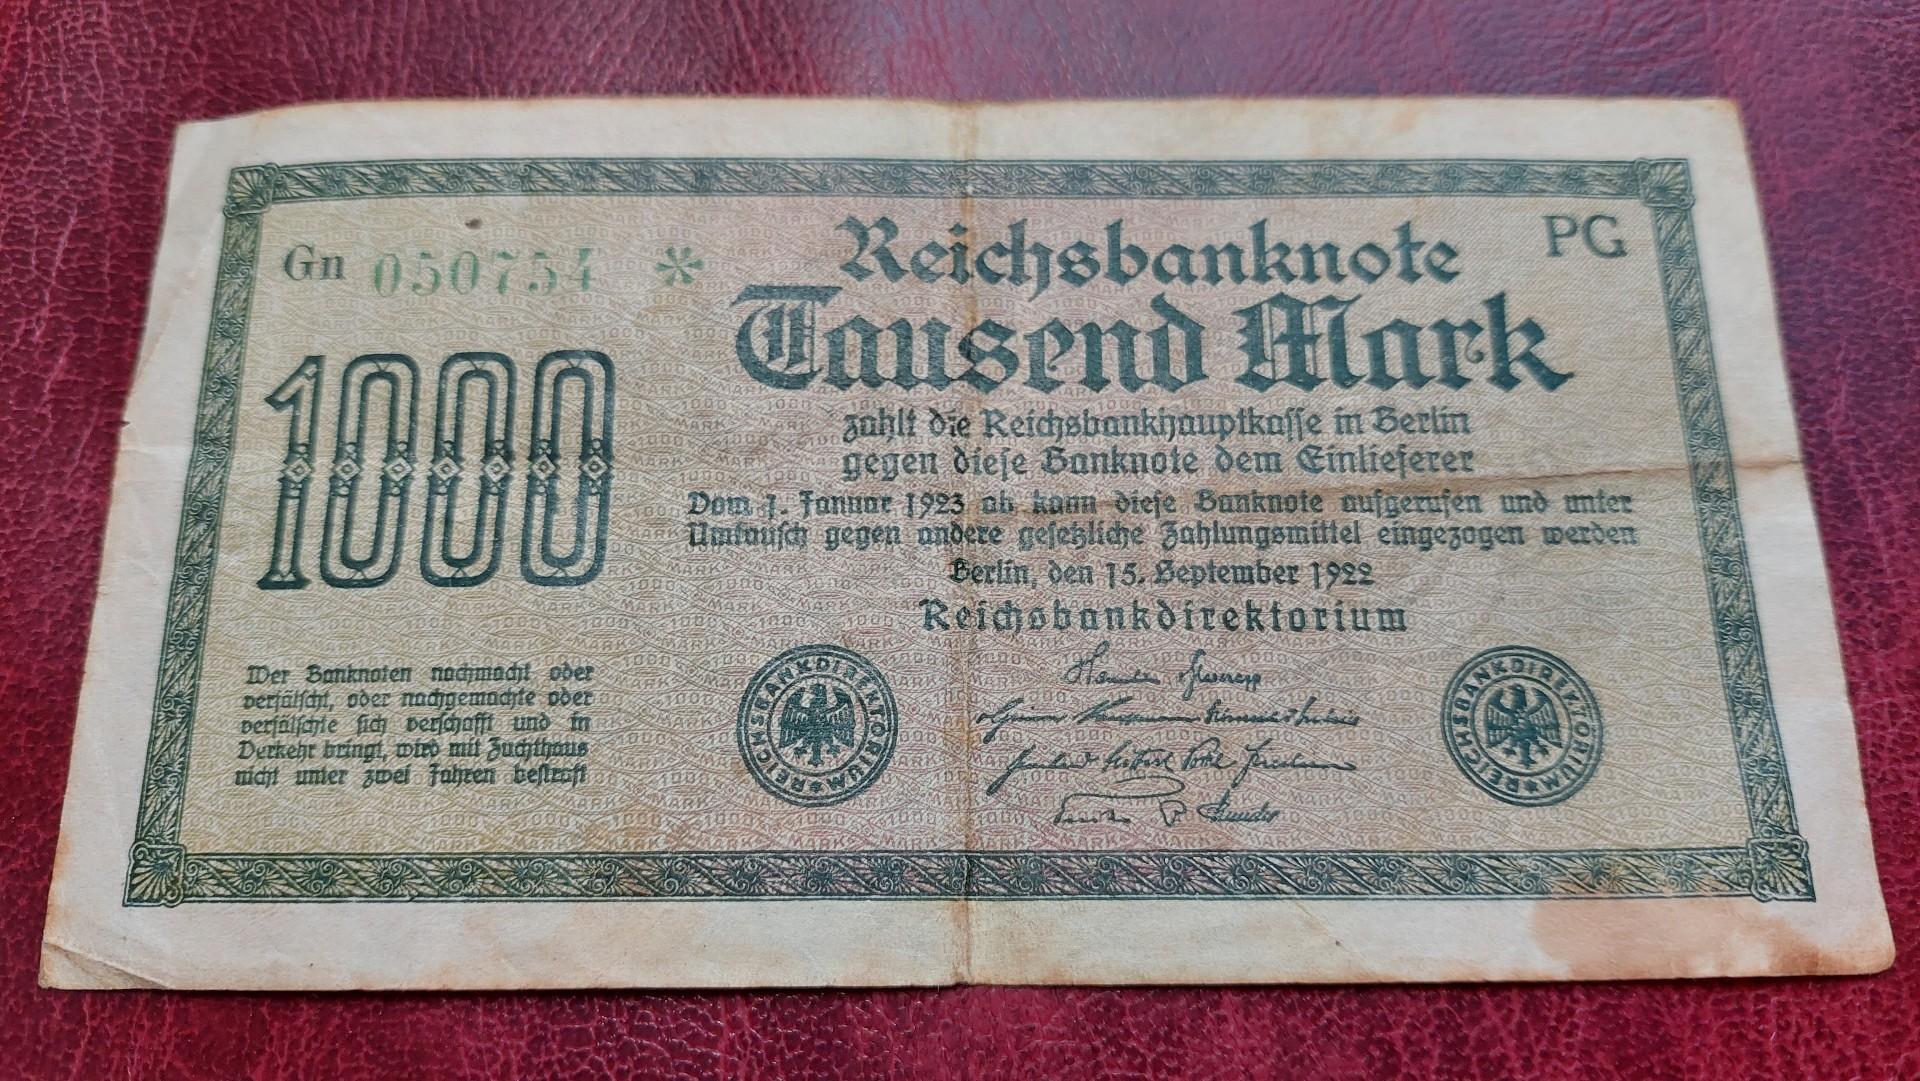 Gn 050754 *
Reichsbanknote
PG
Tausend Mark
1000
zahlt die Reichsbankhauptkasse in Berlin
gegen diese Banknote dem Einlieferer
Vom 1. Januar 1923 ab kann diese Banknote aufgerufen und unter
Umtausch gegen andere gesetzliche Zahlungsmittel eingezogen werden
Berlin, den 15. September 1922
Reichsbankdirektorium
Wer Banknoten nachmacht oder
verfälscht, oder nachgemachte oder
verfälschte sich verschafft und in
Verkehr bringt, wird mit Zuchthaus
nicht unter zwei Jahren bestraft
REICHSBANKDIREKTORIUM
REICHSBANKDIREKTORIUM